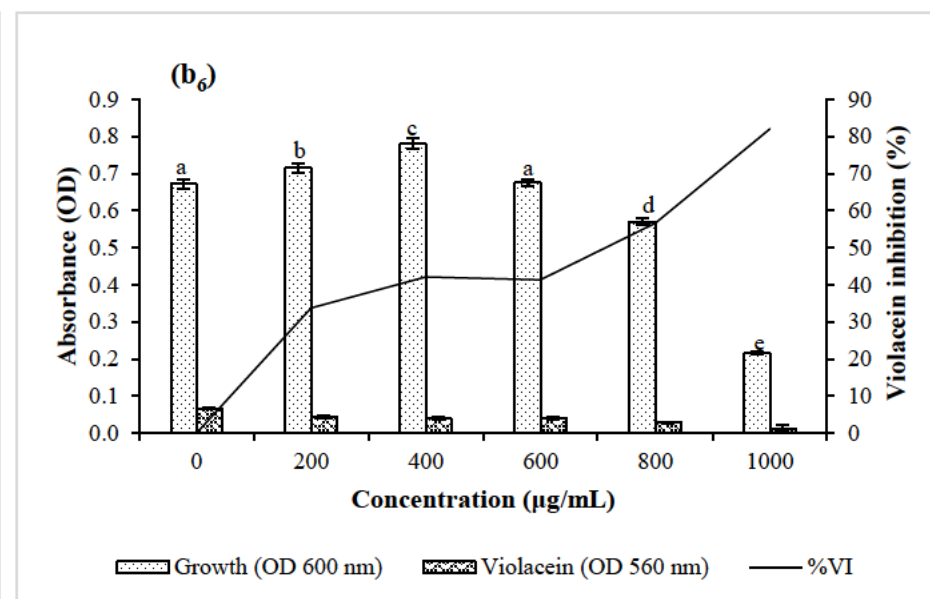 (b6)
Absorbance (OD)
0.9
0.8
0.7
0.6
0.5
0.4
0.3
0.2
0.1
0.0
a
b
c
a
d
e
90
80
70
60
50
40
30
20
10
0
Violacein inhibition (%)
0 200 400 600 800 1000
Concentration (µg/mL)
Growth (OD 600 nm) Violacein (OD 560 nm) %VI